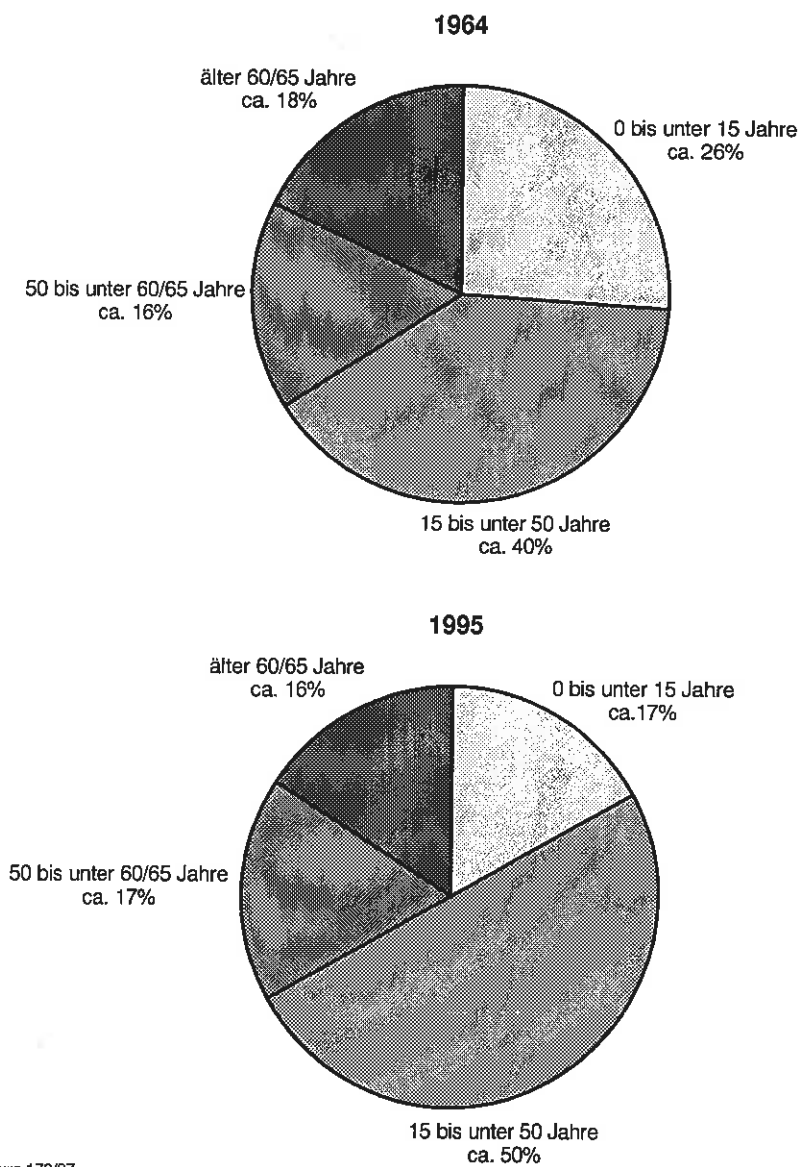 1964
älter 60/65 Jahre
ca. 18%
0 bis unter 15 Jahre
ca. 26%
50 bis unter 60/65 Jahre
ca. 16%
15 bis unter 50 Jahre
ca. 40%
1995
älter 60/65 Jahre
ca. 16%
0 bis unter 15 Jahre
ca.17%
50 bis unter 60/65 Jahre
ca. 17%
15 bis unter 50 Jahre
ca. 50%